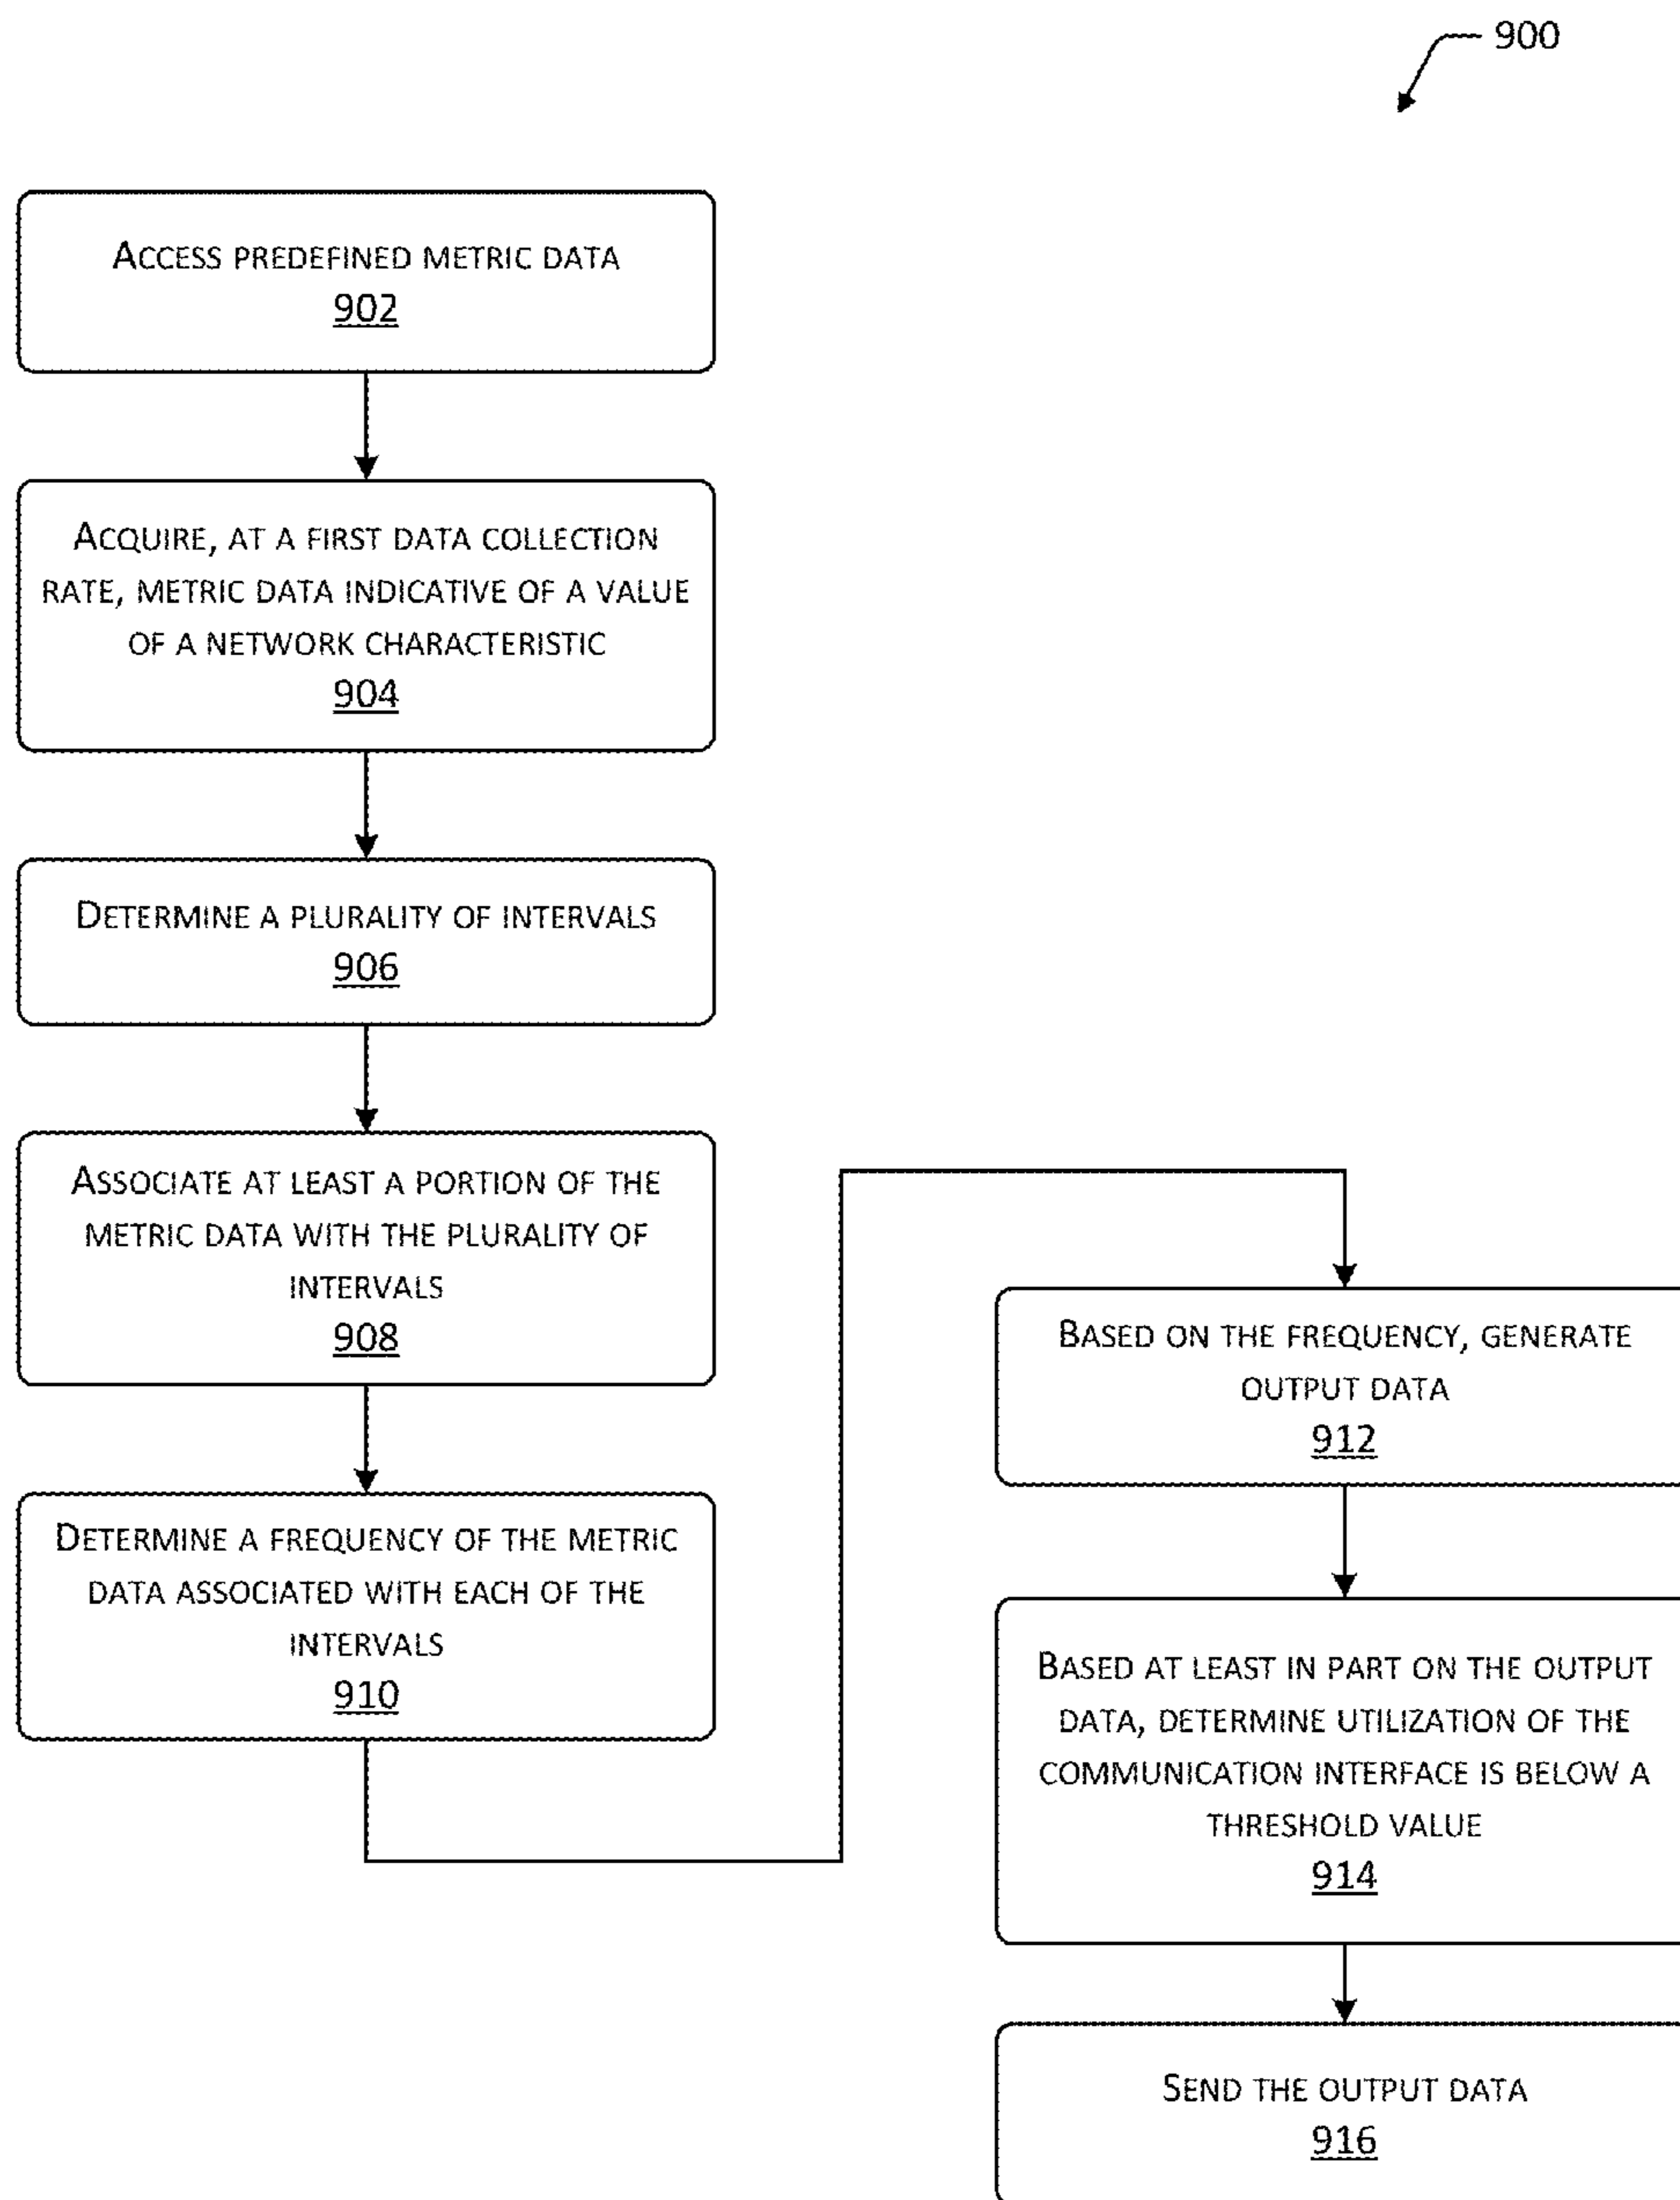 900
ACCESS PREDEFINED METRIC DATA
902
ACQUIRE, AT A FIRST DATA COLLECTION
RATE, METRIC DATA INDICATIVE OF A VALUE
OF A NETWORK CHARACTERISTIC
904
DETERMINE A PLURALITY OF INTERVALS
906
ASSOCIATE AT LEAST A PORTION OF THE
METRIC DATA WITH THE PLURALITY OF
INTERVALS
908
DETERMINE A FREQUENCY OF THE METRIC
DATA ASSOCIATED WITH EACH OF THE
INTERVALS
910
BASED ON THE FREQUENCY, GENERATE
OUTPUT DATA
912
BASED AT LEAST IN PART ON THE OUTPUT
DATA, DETERMINE UTILIZATION OF THE
COMMUNICATION INTERFACE IS BELOW A
THRESHOLD VALUE
914
SEND THE OUTPUT DATA
916